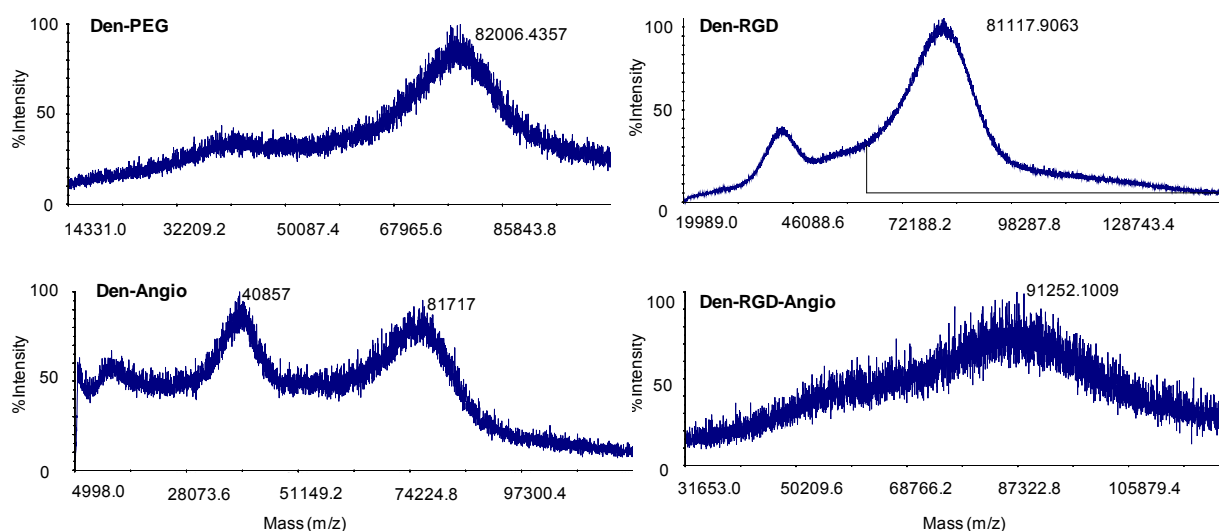 Den-PEG
82006.4357
100
50
0
%Intensity
14331.0 32209.2 50087.4 67965.6 85843.8
Den-RGD
81117.9063
100
50
0
%Intensity
19989.0 46088.6 72188.2 98287.8 128743.4
Den-Angio
40857
81717
100
50
0
%Intensity
4998.0 28073.6 51149.2 74224.8 97300.4
Mass (m/z)
Den-RGD-Angio
91252.1009
100
50
0
%Intensity
31653.0 50209.6 68766.2 87322.8 105879.4
Mass (m/z)